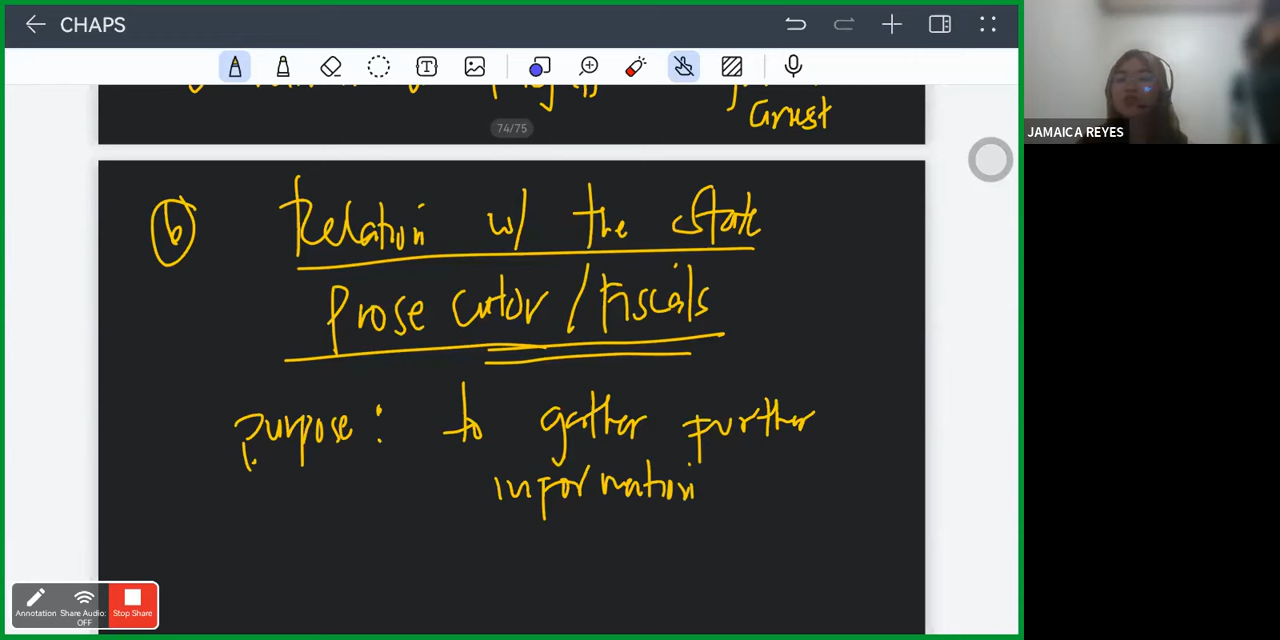 CHAPS
arrest
74/75
6 Relation w/ the state
Prosecutor / Fiscals
purpose : to gather further
information
Annotation Share Audio: OFF Stop Share
JAMAICA REYES